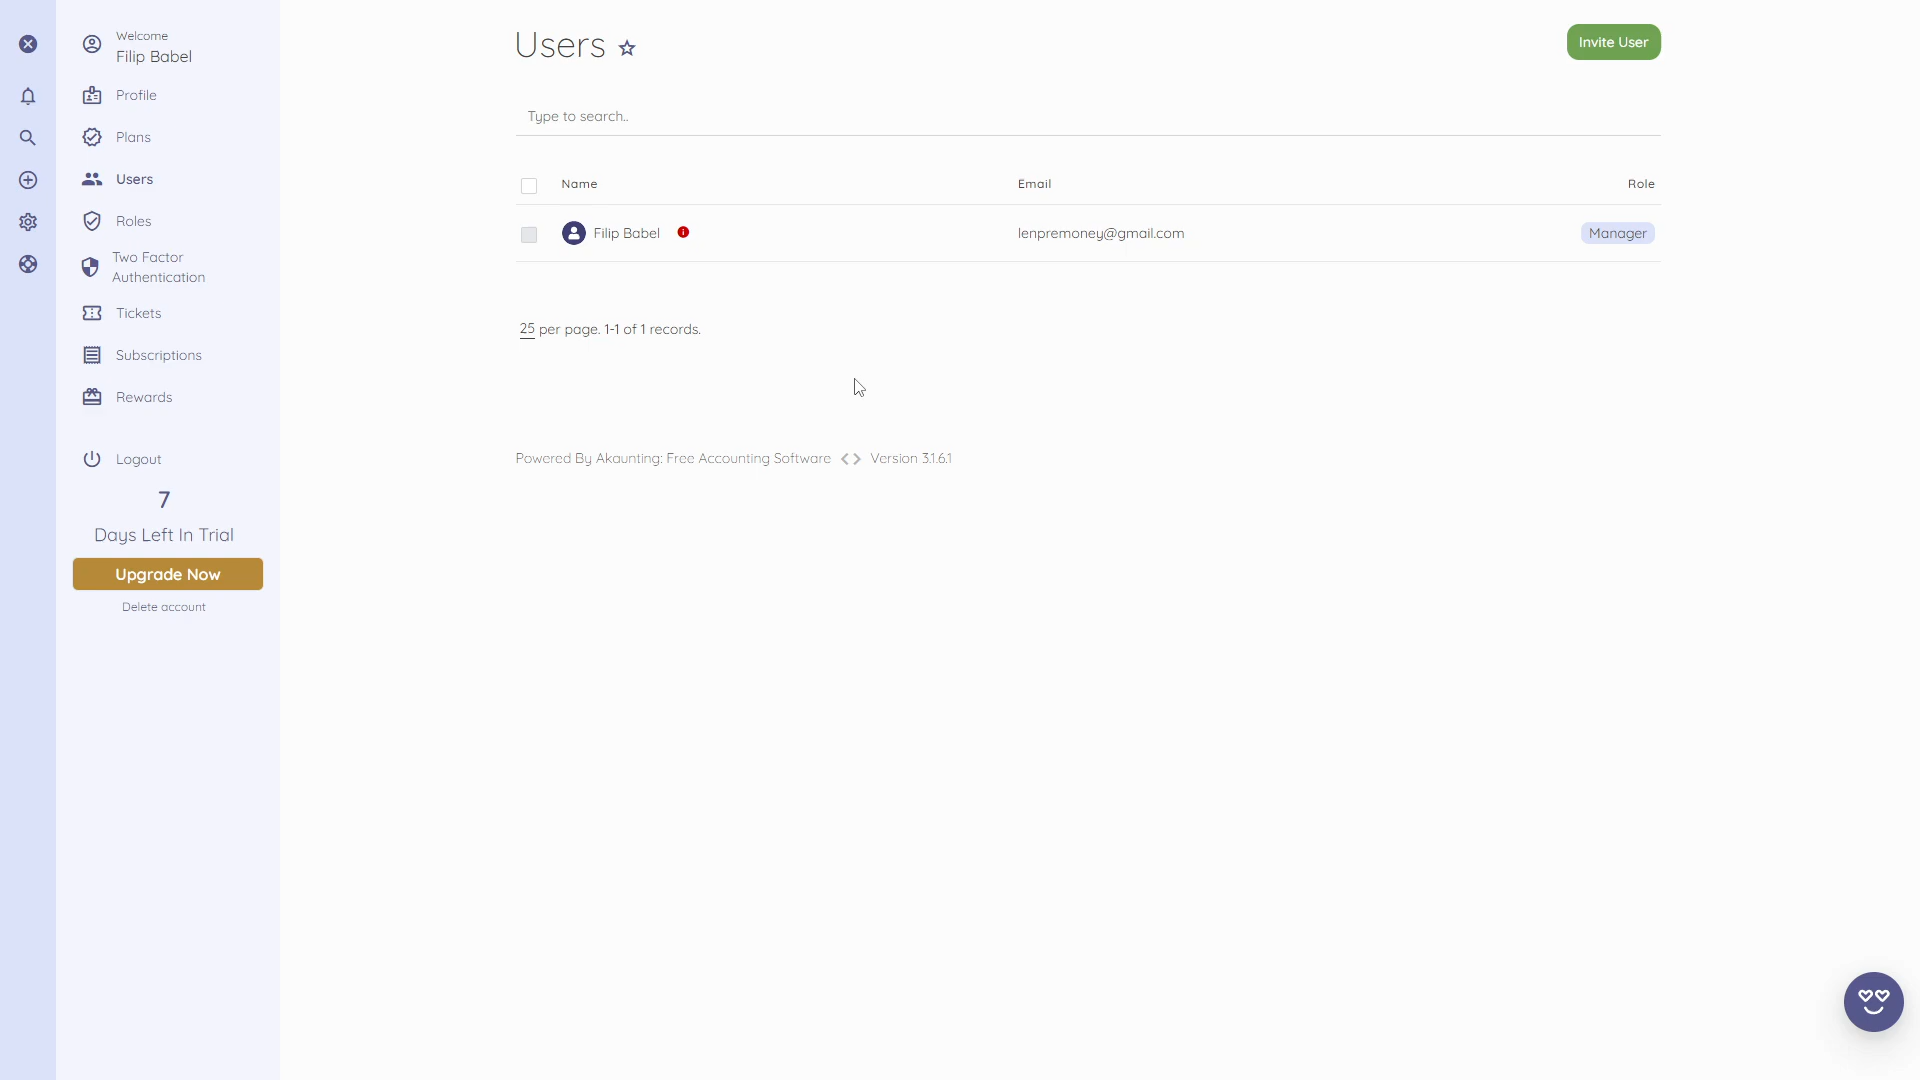 Welcome
Filip Babel
Profile
Plans
Users
Roles
Two Factor
Authentication
Tickets
Subscriptions
Rewards
Logout
7
Days Left In Trial
Upgrade Now
Delete account
Users
Invite User
Type to search..
Name Email Role
Filip Babel lenpremoney@gmail.com Manager
25 per page. 1-1 of 1 records.
Powered By Akaunting: Free Accounting Software Version 3.1.6.1